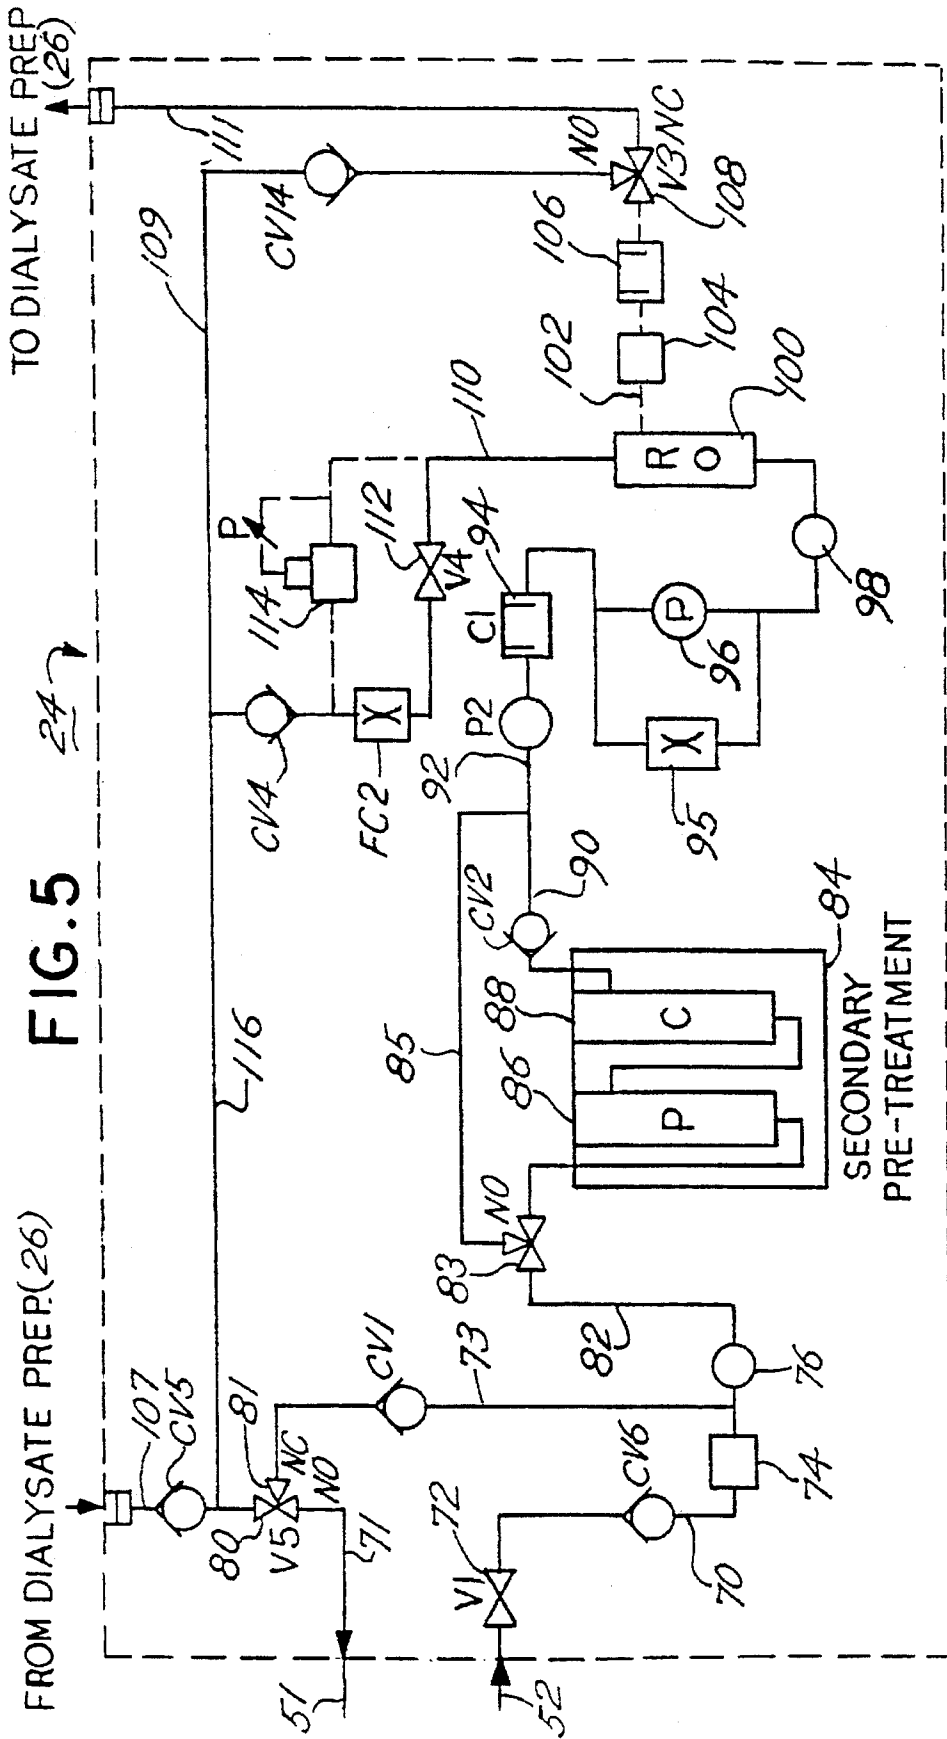 FIG.5
24
FROM DIALYSATE PREP.(26)
TO DIALYSATE PREP
(26)
107
CV5
80
81
V5
NC
NO
71
51
116
109
111
CV14
NO
NC
V3
108
106
104
102
100
R O
110
P
114
112
V4
CV4
FC2
94
C1
P2
92
P
96
95
98
85
CV2
90
88
86
C
P
84
SECONDARY
PRE-TREATMENT
NO
83
82
CV1
73
76
74
CV6
70
72
V1
52